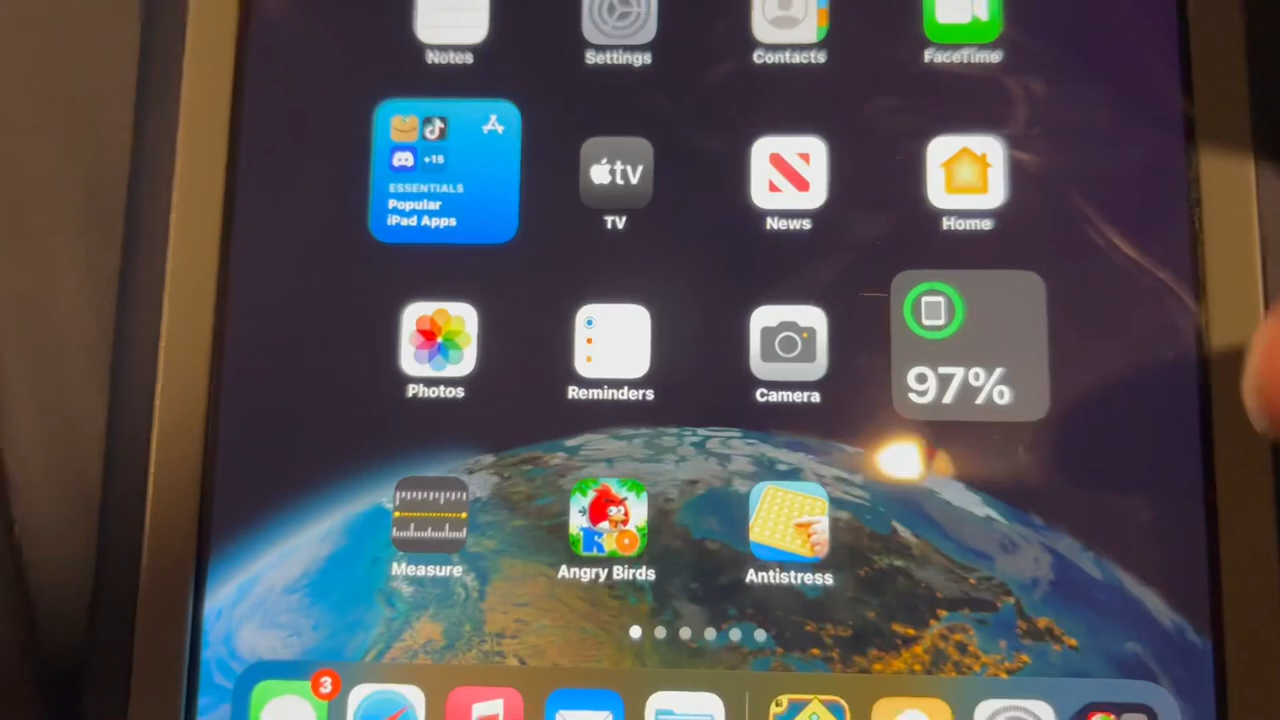 Notes
Settings
Contacts
FaceTime
+15
ESSENTIALS
Popular
iPad Apps
tv
TV
News
Home
Photos
Reminders
Camera
97%
RIO
Measure
Angry Birds
Antistress
3